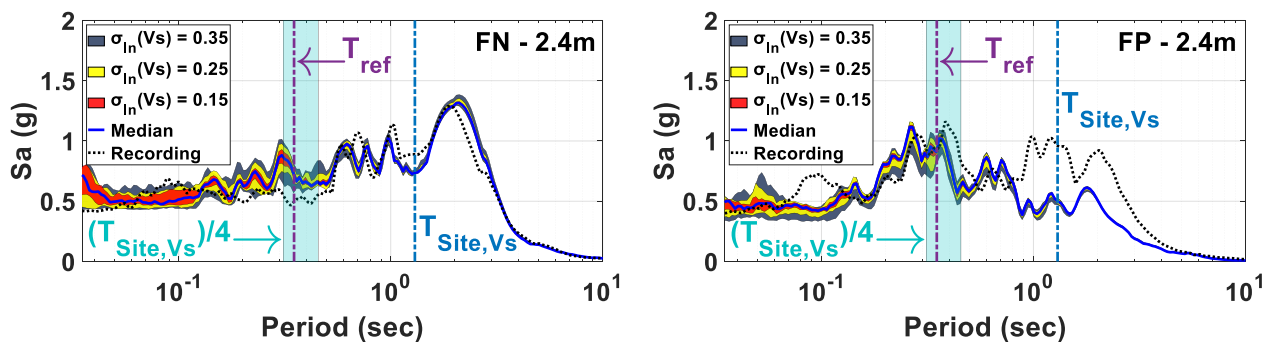 2
1.5
1
0.5
0
Sa (g)
σln(Vs) = 0.35
σln(Vs) = 0.25
σln(Vs) = 0.15
Median
Recording
FN - 2.4m
Tref
TSite,Vs
(TSite,Vs)/4
10-1
100
101
Period (sec)
2
1.5
1
0.5
0
Sa (g)
σln(Vs) = 0.35
σln(Vs) = 0.25
σln(Vs) = 0.15
Median
Recording
FP - 2.4m
Tref
TSite,Vs
(TSite,Vs)/4
10-1
100
101
Period (sec)